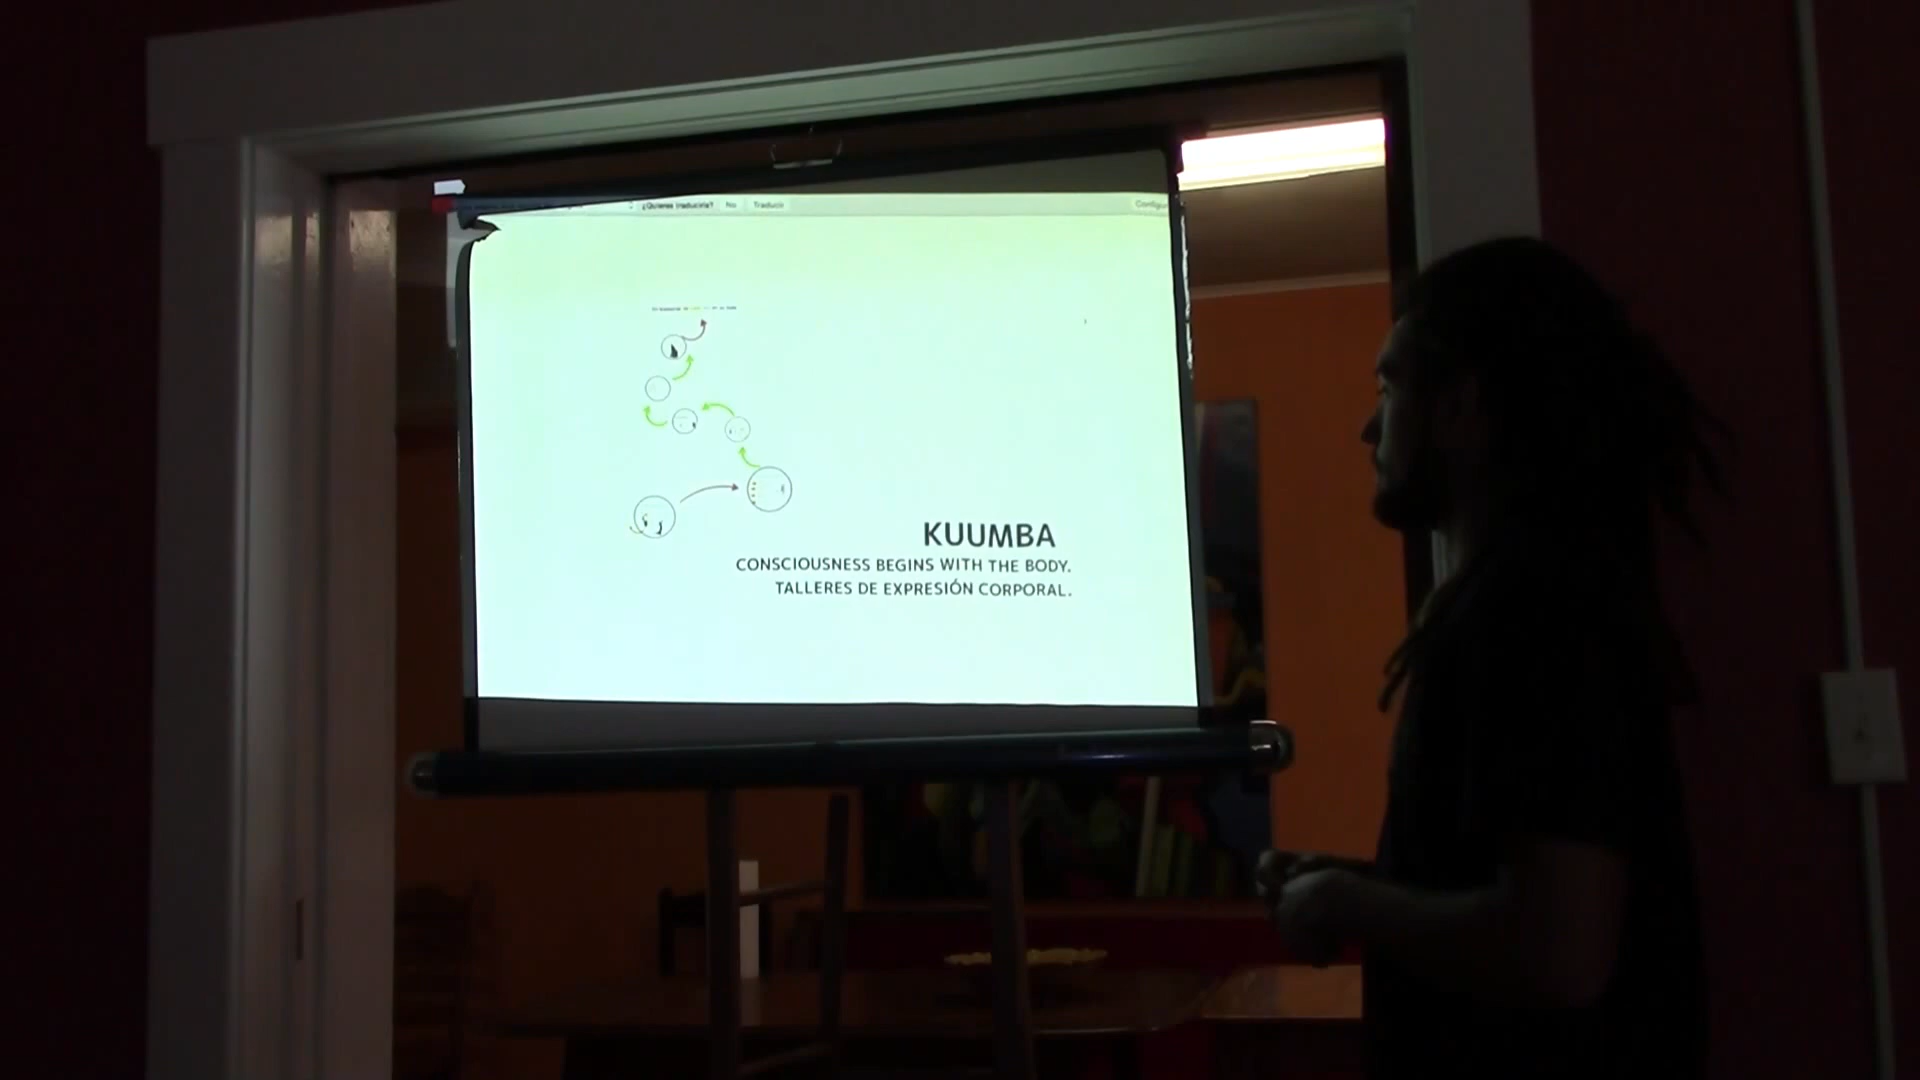 ¿Quieres traducirla? No Traducir
KUUMBA
CONSCIOUSNESS BEGINS WITH THE BODY.
TALLERES DE EXPRESIÓN CORPORAL.